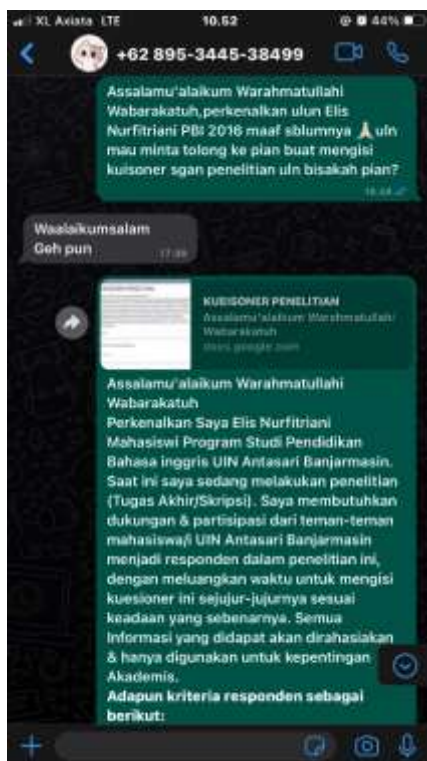 XL Axiata LTE 10.52 44%
+62 895-3445-38499
Assalamu'alaikum Warahmatullahi
Wabarakatuh,perkenalkan ulun Elis
Nurfitriani PBI 2016 maaf sblumnya 🙏🏻 uln
mau minta tolong ke pian buat mengisi
kuisoner sgan penelitian uln bisakah pian?
Waalaikumsalam
Geh pun
17.39
KUEISONER PENELITIAN
Assalamu'alaikum Warahmatullahi
Wabarakatuh
docs.google.com
Assalamu'alaikum Warahmatullahi
Wabarakatuh
Perkenalkan Saya Elis Nurfitriani
Mahasiswi Program Studi Pendidikan
Bahasa inggris UIN Antasari Banjarmasin.
Saat ini saya sedang melakukan penelitian
(Tugas Akhir/Skripsi). Saya membutuhkan
dukungan & partisipasi dari teman-teman
mahasiswa/i UIN Antasari Banjarmasin
menjadi responden dalam penelitian ini,
dengan meluangkan waktu untuk mengisi
kuesioner ini sejujur-jujurnya sesuai
keadaan yang sebenarnya. Semua
Informasi yang didapat akan dirahasiakan
& hanya digunakan untuk kepentingan
Akademis.
Adapun kriteria responden sebagai
berikut: